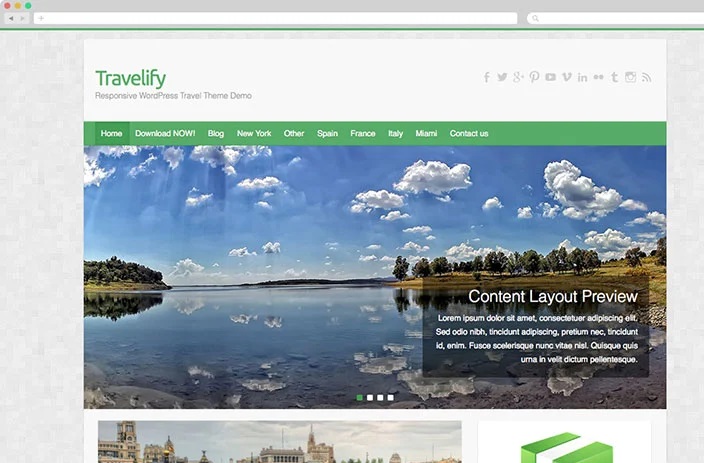 Travelify
Responsive WordPress Travel Theme Demo
Home Download NOW! Blog New York Other Spain France Italy Miami Contact us
Content Layout Preview
Lorem ipsum dolor sit amet, consectetuer adipiscing elit.
Sed odio nibh, tincidunt adipiscing, pretium nec, tincidunt
id, enim. Fusce scelerisque nunc vitae nisl. Quisque quis
urna in velit dictum pellentesque.